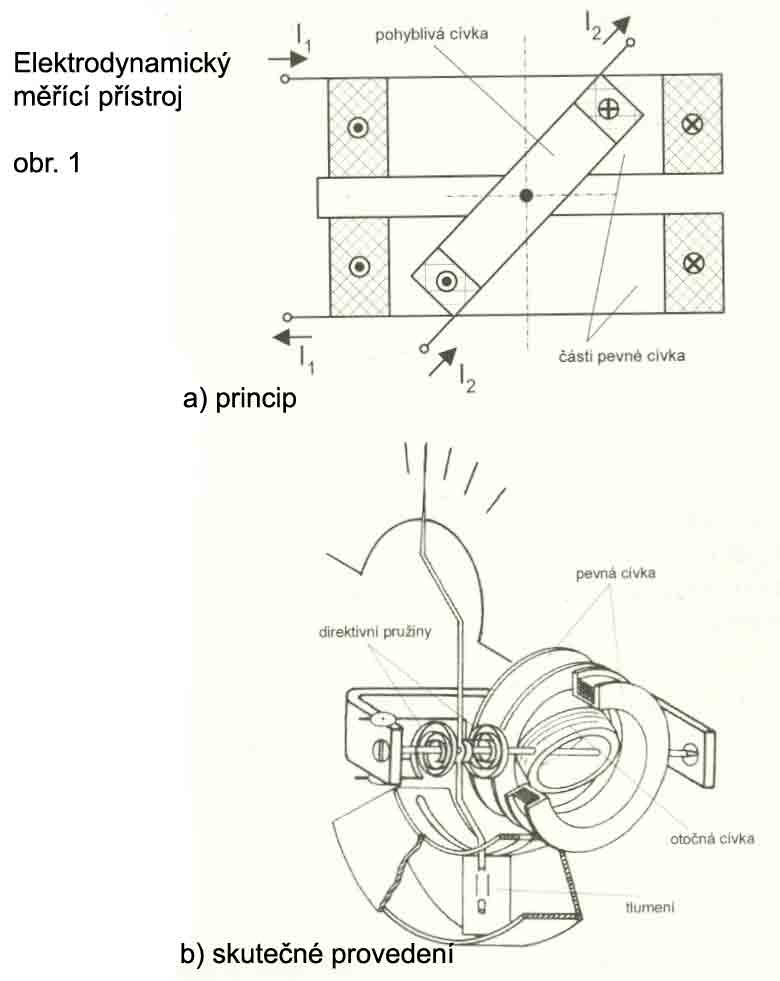 Elektrodynamický
měřící přístroj
obr. 1
I1
pohyblivá cívka
I2
I1
I2
části pevné cívka
a) princip
pevná cívka
direktivní pružiny
otočná cívka
tlumení
b) skutečné provedení